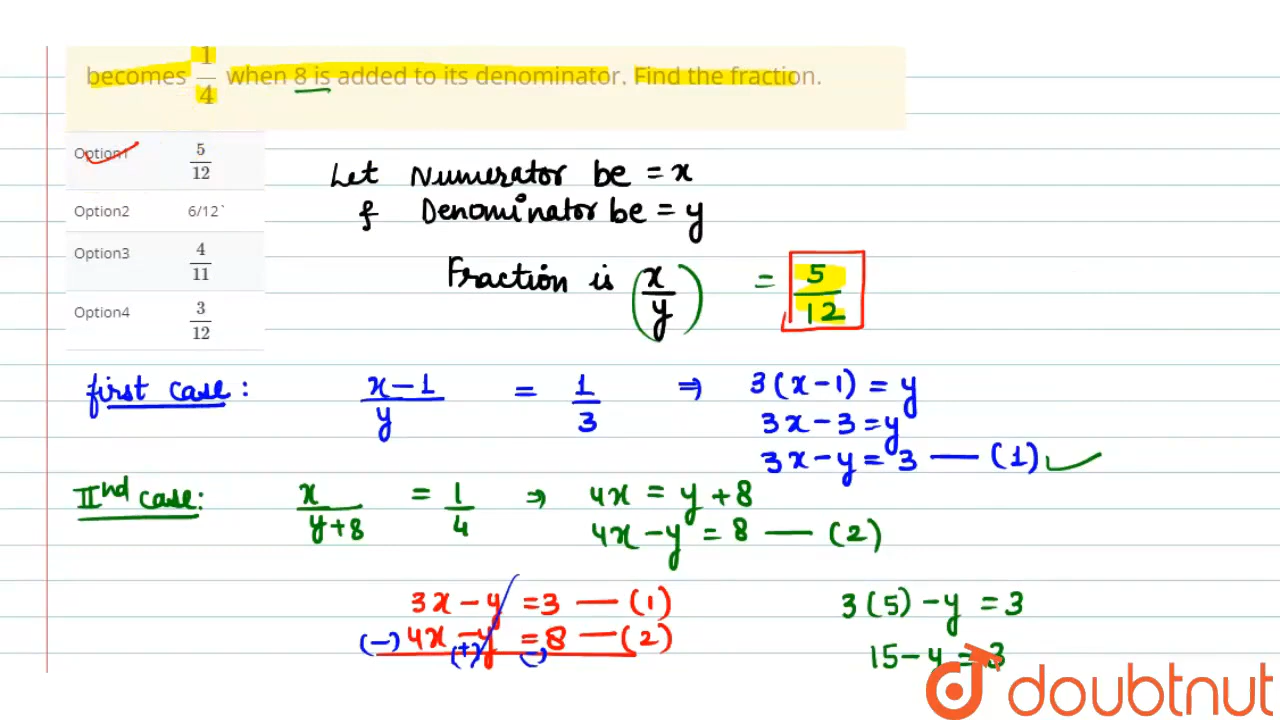 becomes 1/4 when 8 is added to its denominator. Find the fraction.
Option1 5/12
Option2 6/12`
Option3 4/11
Option4 3/12
Let Numerator be = x
& Denominator be = y
Fraction is (x/y) = 5/12
first case: x-1/y = 1/3 ⇒ 3(x-1) = y
3x-3=y
3x-y= 3 — (1)
IInd case: x/y+8 = 1/4 ⇒ 4x = y+8
4x-y = 8 — (2)
3x-y =3 — (1)
(-) 4x -y =8 — (2)
(+) (-)
3(5)-y =3
15-y=3
doubtnut